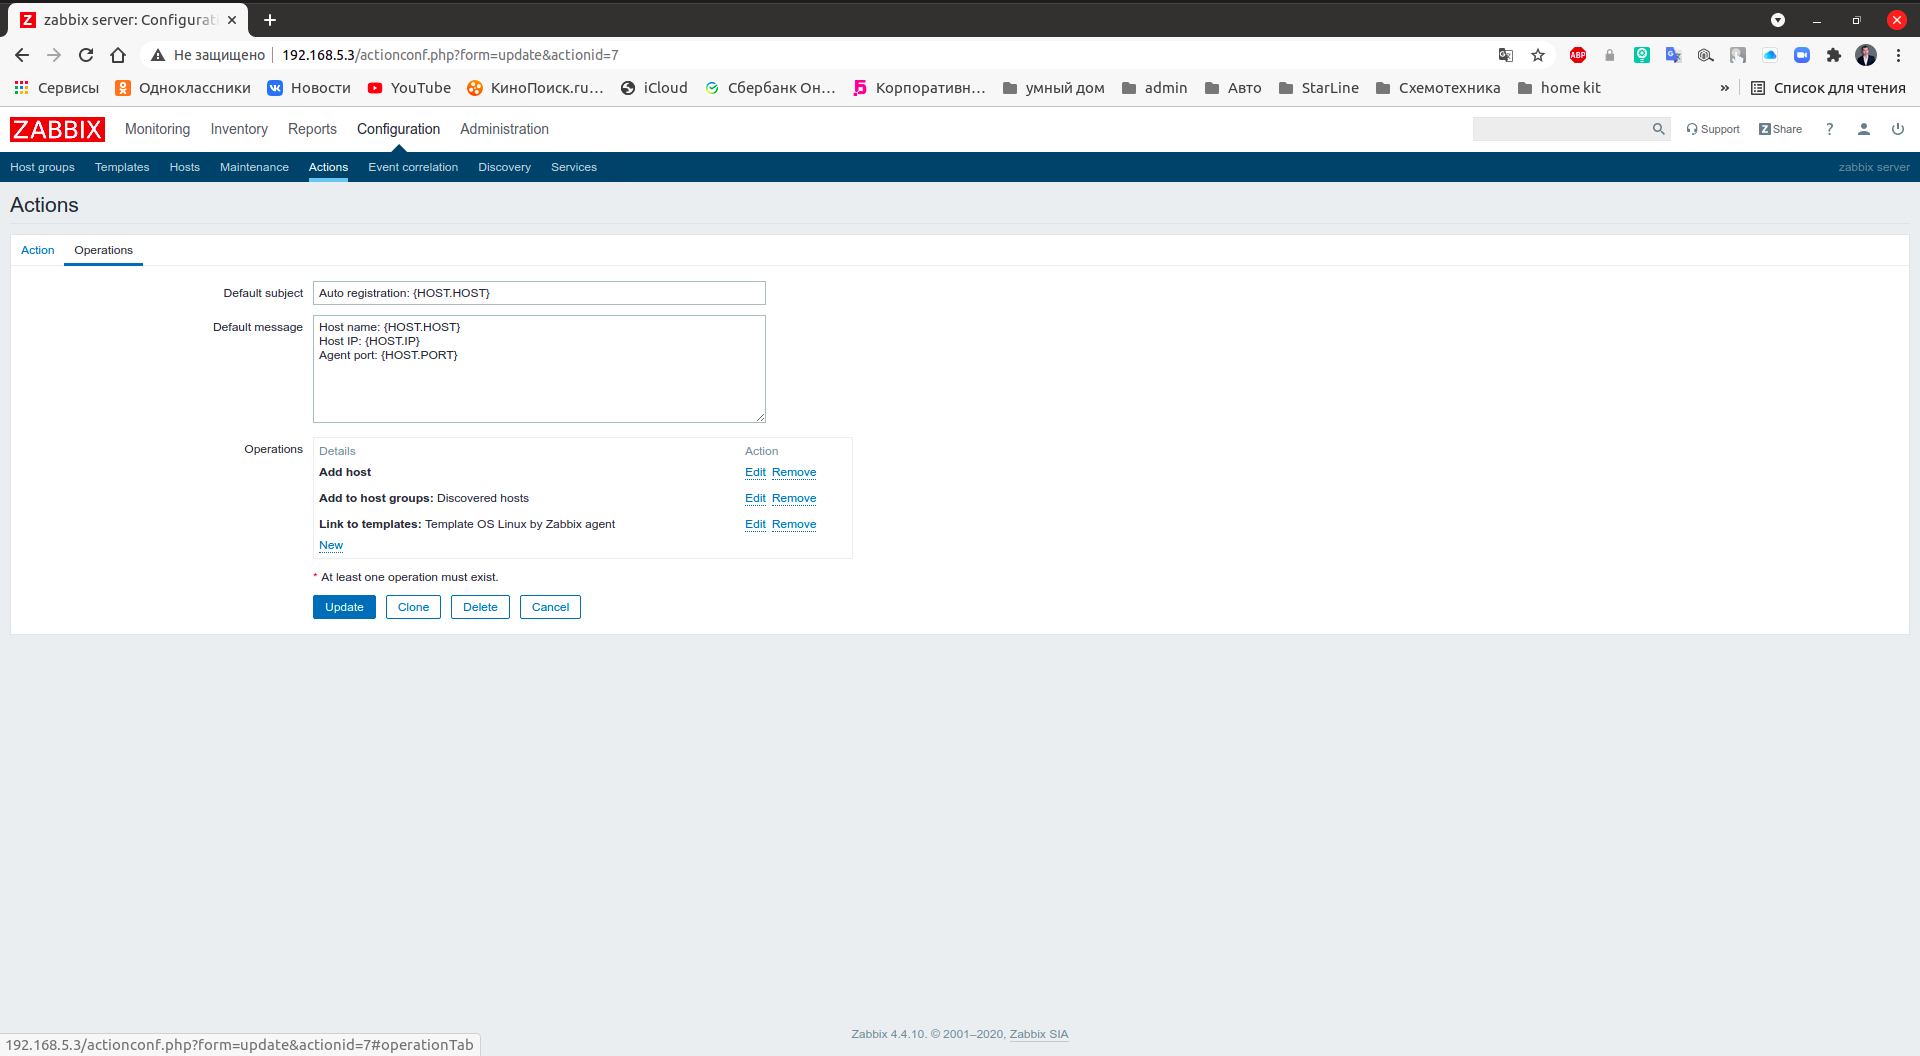 zabbix server: Configurati
Не защищено 192.168.5.3/actionconf.php?form=update&actionid=7
ABP
Сервисы Одноклассники Новости YouTube КиноПоиск.ru… iCloud Сбербанк Он… Корпоративн… умный дом admin Авто StarLine Схемотехника home kit » Список для чтения
ZABBIX Monitoring Inventory Reports Configuration Administration Support Z Share ?
Host groups Templates Hosts Maintenance Actions Event correlation Discovery Services zabbix server
Actions
Action Operations
Default subject Auto registration: {HOST.HOST}
Default message Host name: {HOST.HOST}
Host IP: {HOST.IP}
Agent port: {HOST.PORT}
Operations Details Action
Add host Edit Remove
Add to host groups: Discovered hosts Edit Remove
Link to templates: Template OS Linux by Zabbix agent Edit Remove
New
* At least one operation must exist.
Update Clone Delete Cancel
Zabbix 4.4.10. © 2001–2020, Zabbix SIA
192.168.5.3/actionconf.php?form=update&actionid=7#operationTab